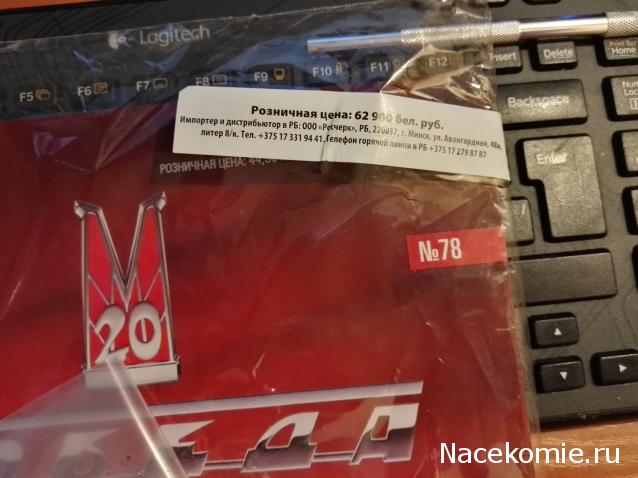 Logitech
F5 F6 F7 F8 F9 F10 F11 F12 Insert Delete Print Scr Home
Backspace
Num Lock
Enter
Розничная цена: 62 900 бел. руб.
Импортер и дистрибьютор в РБ: ООО «Росчерк», РБ, 220037, г. Минск, ул. Авангардная, 48а,
литер 8/к. Тел. +375 17 331 94 41. Телефон горячей линии в РБ +375 17 279 87 87
РОЗНИЧНАЯ ЦЕНА: 44,90
№78
М
20
ПОБЕДА
Nacekomie.ru